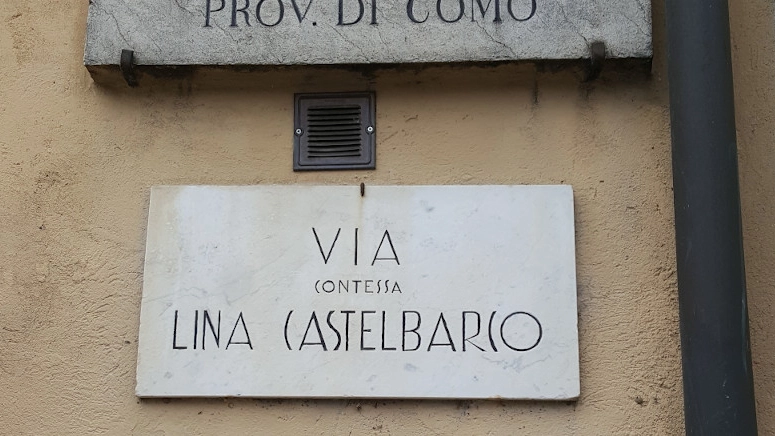 PROV. DI COMO
VIA
CONTESSA
LINA CASTELBARCO